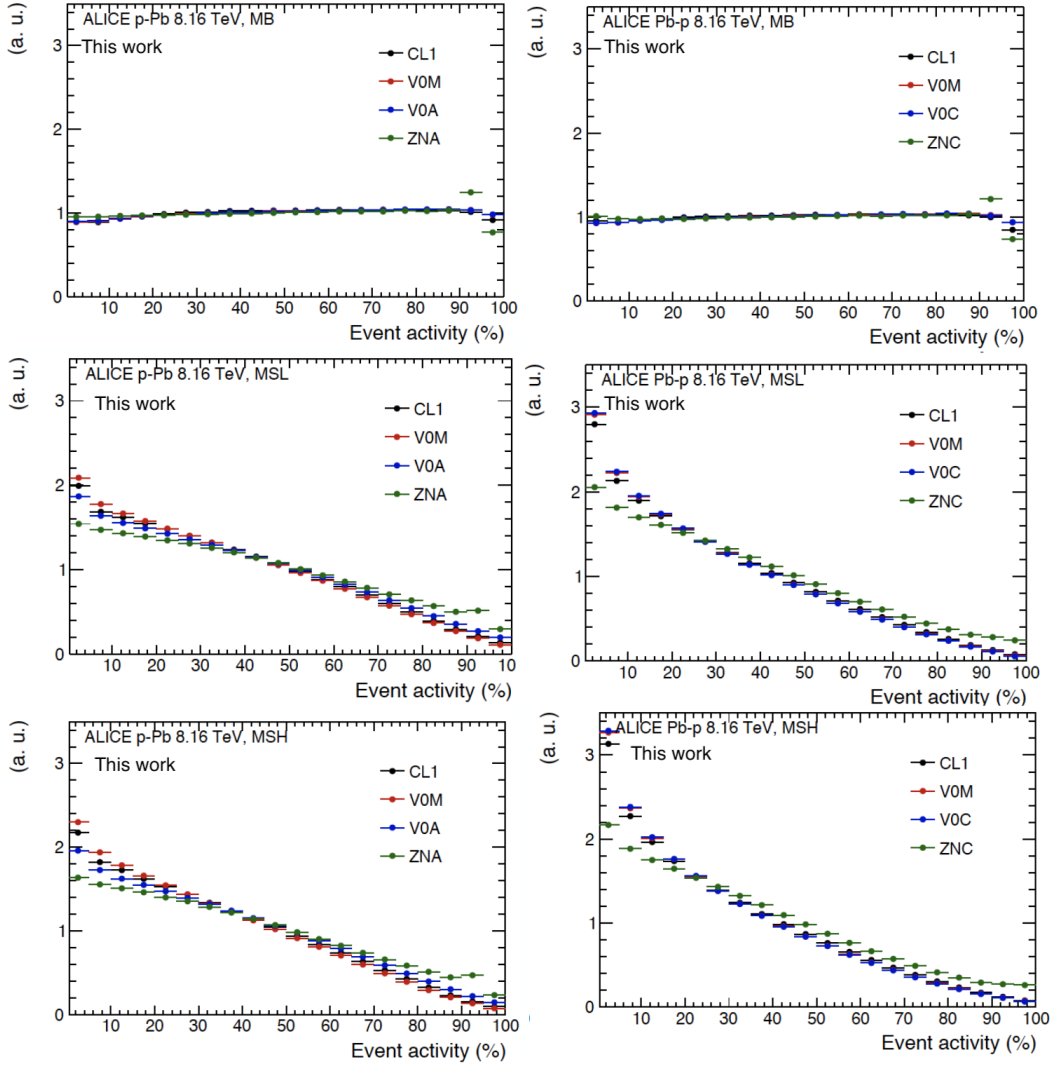 (a. u.)
ALICE p-Pb 8.16 TeV, MB
This work
CL1
V0M
V0A
ZNA
3
2
1
0
10 20 30 40 50 60 70 80 90 100
Event activity (%)
(a. u.)
ALICE Pb-p 8.16 TeV, MB
This work
CL1
V0M
V0C
ZNC
3
2
1
0
10 20 30 40 50 60 70 80 90 100
Event activity (%)
(a. u.)
ALICE p-Pb 8.16 TeV, MSL
This work
CL1
V0M
V0A
ZNA
3
2
1
0
10 20 30 40 50 60 70 80 90 10
Event activity (%)
(a. u.)
ALICE Pb-p 8.16 TeV, MSL
This work
CL1
V0M
V0C
ZNC
3
2
1
0
10 20 30 40 50 60 70 80 90 100
Event activity (%)
(a. u.)
ALICE p-Pb 8.16 TeV, MSH
This work
CL1
V0M
V0A
ZNA
3
2
1
0
10 20 30 40 50 60 70 80 90 100
Event activity (%)
(a. u.)
ALICE Pb-p 8.16 TeV, MSH
This work
CL1
V0M
V0C
ZNC
3
2
1
0
10 20 30 40 50 60 70 80 90 100
Event activity (%)